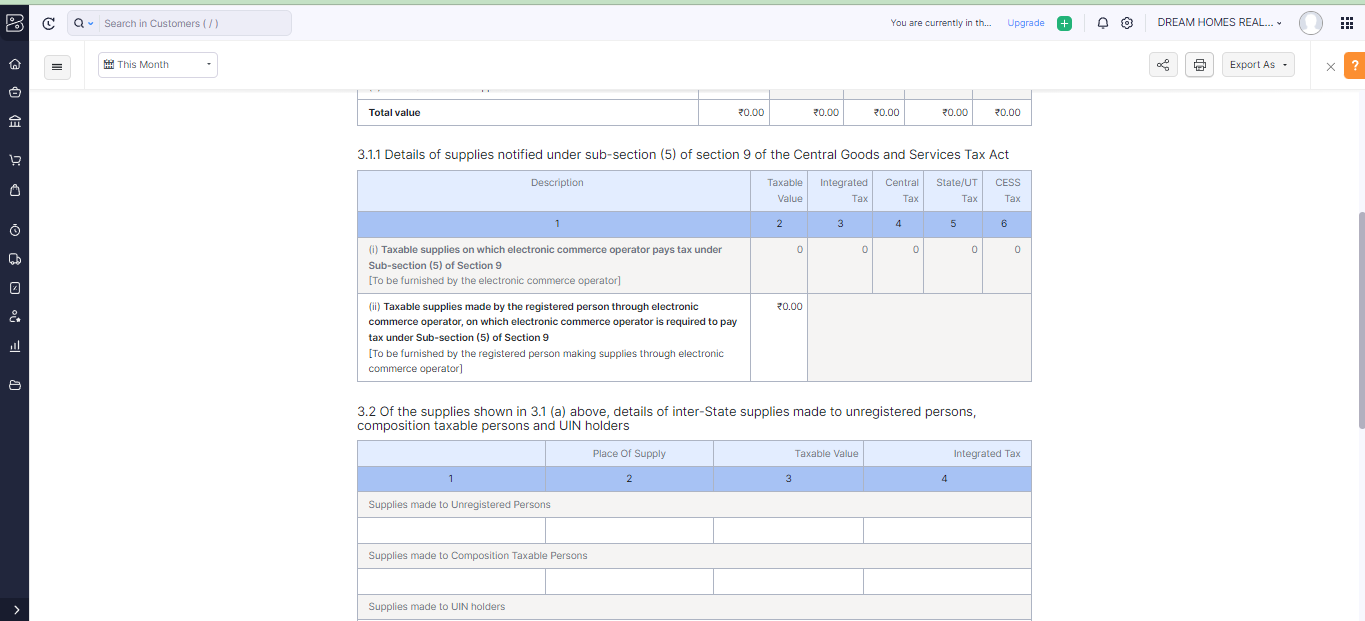 Search in Customers ( / )
You are currently in th...
Upgrade
DREAM HOMES REAL...
This Month
Export As
?
Total value ₹0.00 ₹0.00 ₹0.00 ₹0.00 ₹0.00
3.1.1 Details of supplies notified under sub-section (5) of section 9 of the Central Goods and Services Tax Act
Description Taxable Integrated Central State/UT CESS
Value Tax Tax Tax Tax
1 2 3 4 5 6
(i) Taxable supplies on which electronic commerce operator pays tax under 0 0 0 0 0
Sub-section (5) of Section 9
[To be furnished by the electronic commerce operator]
(ii) Taxable supplies made by the registered person through electronic ₹0.00
commerce operator, on which electronic commerce operator is required to pay
tax under Sub-section (5) of Section 9
[To be furnished by the registered person making supplies through electronic
commerce operator]
3.2 Of the supplies shown in 3.1 (a) above, details of inter-State supplies made to unregistered persons,
composition taxable persons and UIN holders
Place Of Supply Taxable Value Integrated Tax
1 2 3 4
Supplies made to Unregistered Persons
Supplies made to Composition Taxable Persons
Supplies made to UIN holders